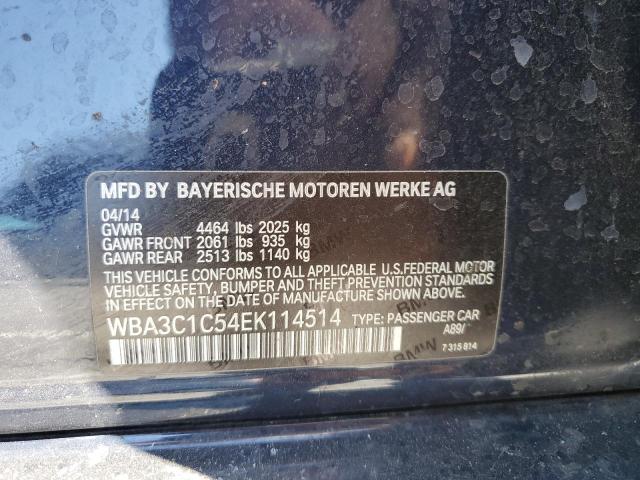 MFD BY BAYERISCHE MOTOREN WERKE AG
04/14
GVWR 4464 lbs 2025 kg
GAWR FRONT 2061 lbs 935 kg
GAWR REAR 2513 lbs 1140 kg
THIS VEHICLE CONFORMS TO ALL APPLICABLE U.S.FEDERAL MOTOR
VEHICLE SAFETY, BUMPER AND THEFT PREVENTION STANDARDS
IN EFFECT ON THE DATE OF MANUFACTURE SHOWN ABOVE.
WBA3C1C54EK114514 TYPE: PASSENGER CAR
A89/
7 315 814
BMW